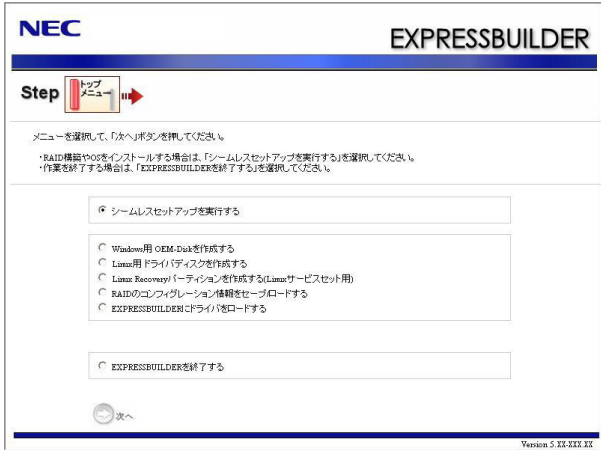 NEC
EXPRESSBUILDER
Step
トップ
メニュー
メニューを選択して、「次へ」ボタンを押してください。
・RAID構築やOSをインストールする場合は、「シームレスセットアップを実行する」を選択してください。
・作業を終了する場合は、「EXPRESSBUILDERを終了する」を選択してください。
シームレスセットアップを実行する
Windows用 OEM-Diskを作成する
Linux用 ドライバディスクを作成する
Linux Recoveryパーティションを作成する(Linuxサービスセット用)
RAIDのコンフィグレーション情報をセーブ/ロードする
EXPRESSBUILDERにドライバをロードする
EXPRESSBUILDERを終了する
次へ
Version 5.XX-XXX.XX